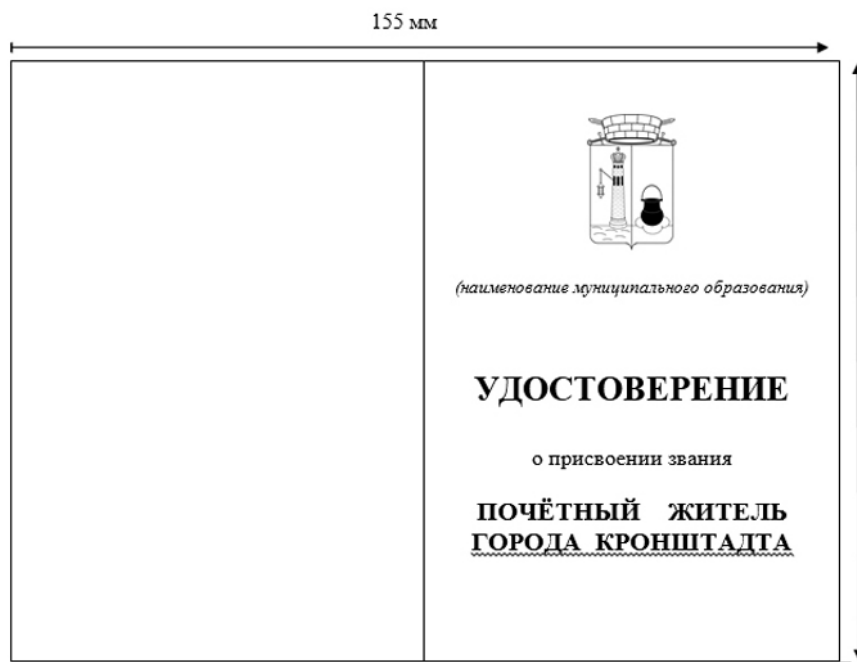 155 мм
(наименование муниципального образования)
УДОСТОВЕРЕНИЕ
о присвоении звания
ПОЧЁТНЫЙ ЖИТЕЛЬ
ГОРОДА КРОНШТАДТА